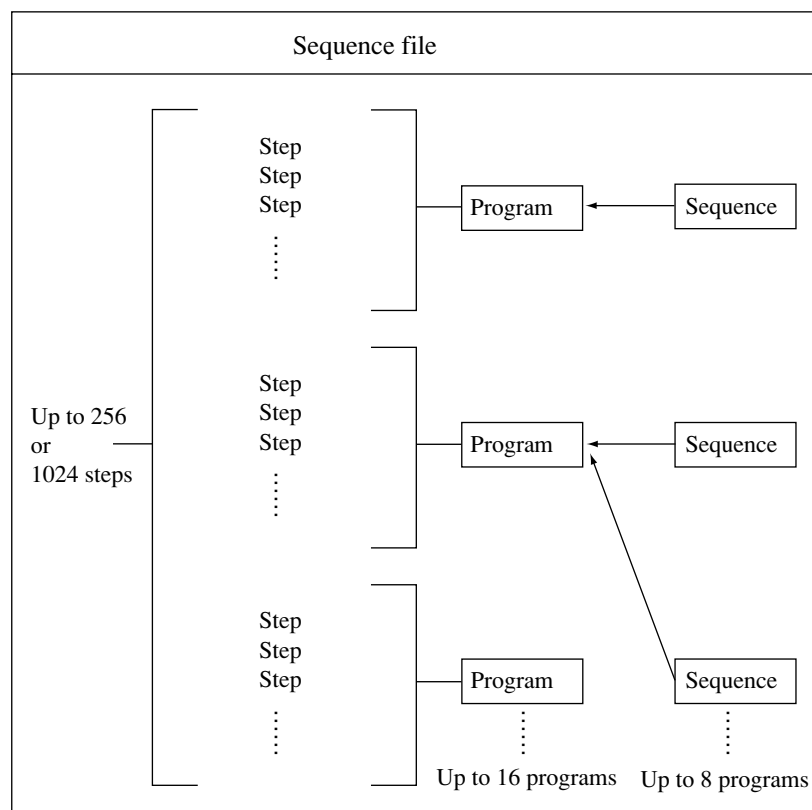 Sequence file
Step
Step
Step
Program
Sequence
Up to 256
or
1024 steps
Step
Step
Step
Program
Sequence
Step
Step
Step
Program
Sequence
Up to 16 programs
Up to 8 programs